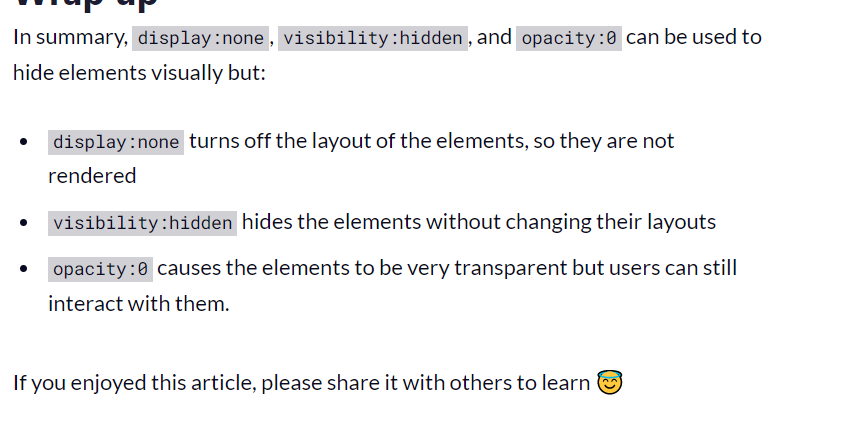 Wrap-up
In summary, display:none, visibility:hidden, and opacity:0 can be used to
hide elements visually but:
• display:none turns off the layout of the elements, so they are not
rendered
• visibility:hidden hides the elements without changing their layouts
• opacity:0 causes the elements to be very transparent but users can still
interact with them.
If you enjoyed this article, please share it with others to learn 😇